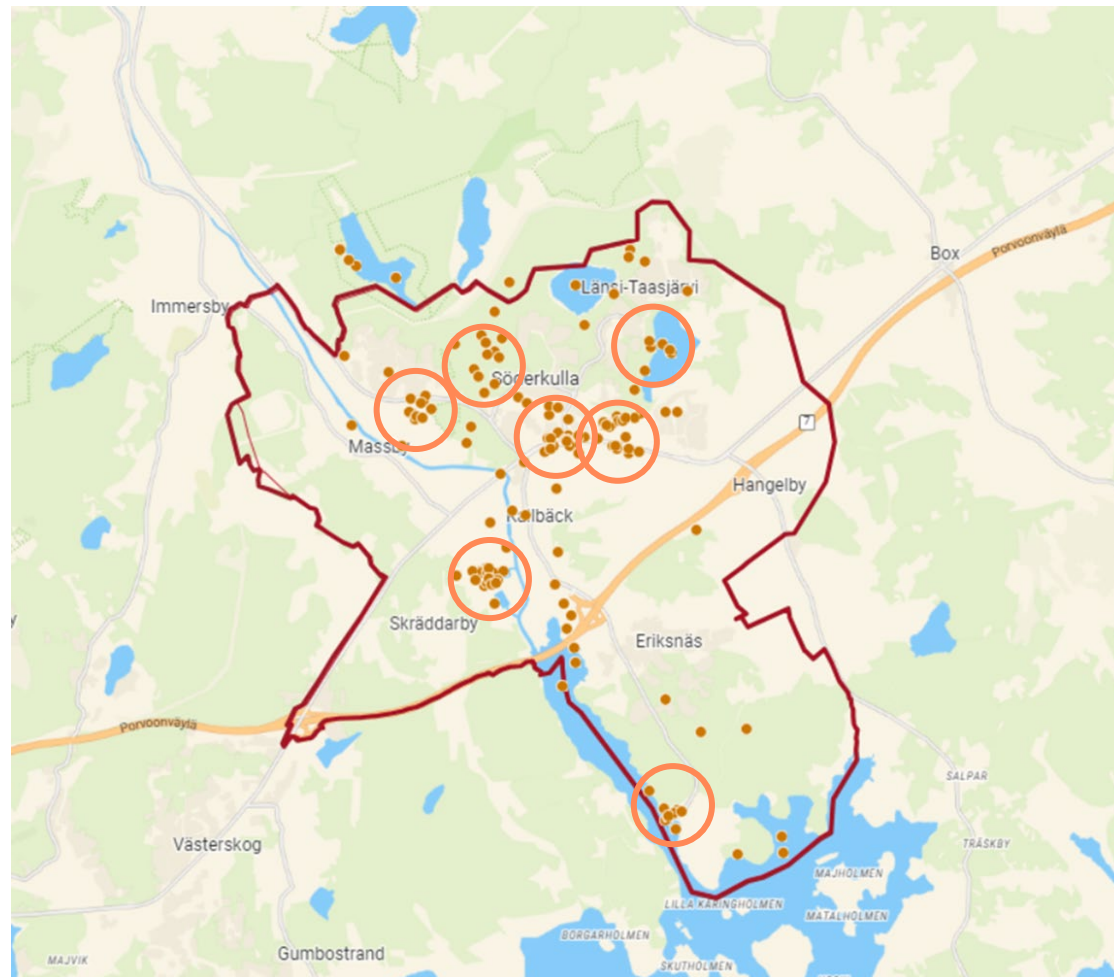 Box
Porvoonväylä
Länsi-Taasjärvi
Immersby
Söderkulla
7
Massby
Hangelby
Kallbäck
Skräddarby
Eriksnäs
Porvoonväylä
SALPAR
Västerskog
TRÄSKBY
MAJHOLMEN
LILLA KARINGHOLMEN
MATALHOLMEN
BORGARHOLMEN
Gumbostrand
MAJVIK
SKUTHOLMEN